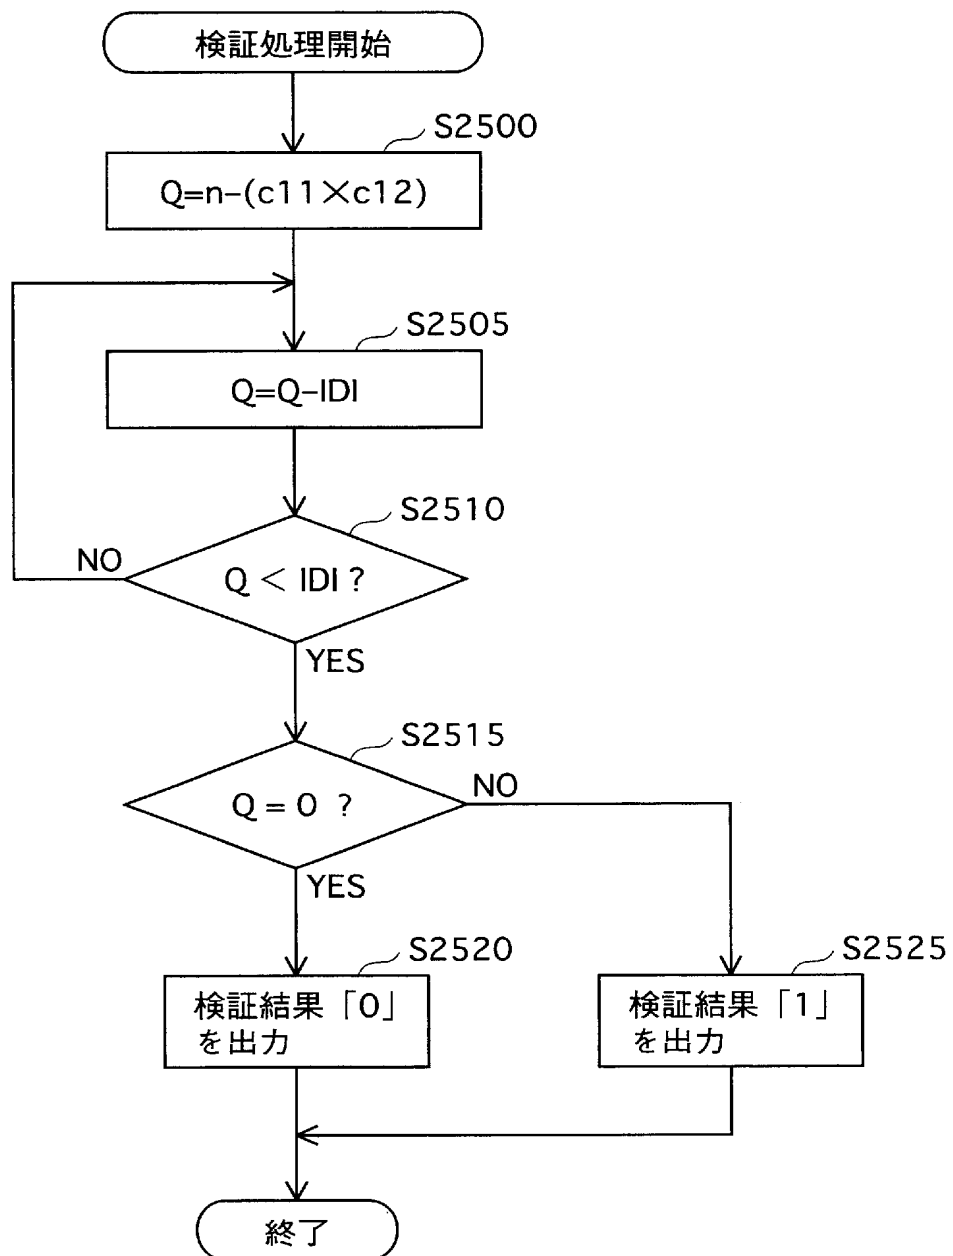 検証処理開始
S2500
Q=n–(c11×c12)
S2505
Q=Q–IDI
S2510
NO
Q < IDI ?
YES
S2515
Q = 0 ?
NO
YES
S2520
検証結果「0」
を出力
S2525
検証結果「1」
を出力
終了